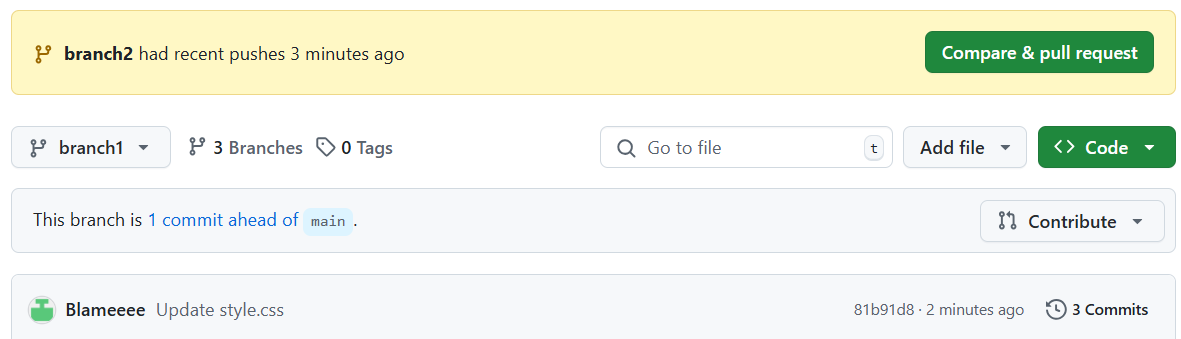 branch2 had recent pushes 3 minutes ago
Compare & pull request
branch1 3 Branches 0 Tags
Go to file t
Add file
Code
This branch is 1 commit ahead of main.
Contribute
Blameeee Update style.css
81b91d8 · 2 minutes ago
3 Commits